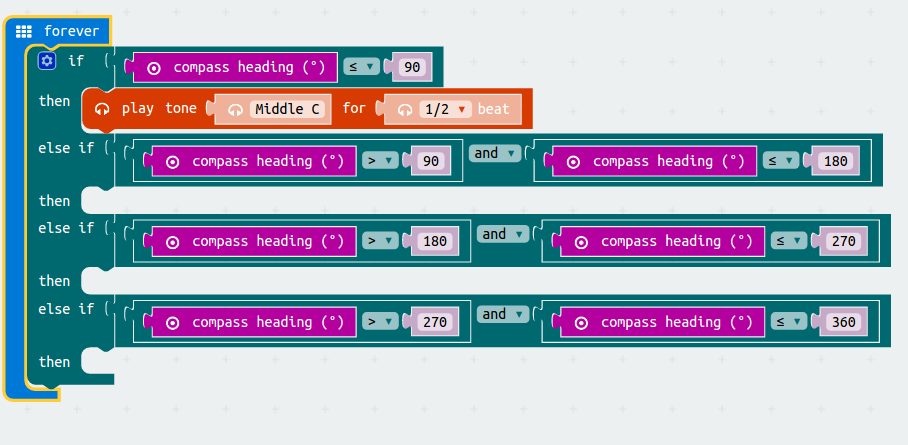 forever
if compass heading (°) ≤ 90
then play tone Middle C for 1/2 beat
else if compass heading (°) > 90 and compass heading (°) ≤ 180
then
else if compass heading (°) > 180 and compass heading (°) ≤ 270
then
else if compass heading (°) > 270 and compass heading (°) ≤ 360
then